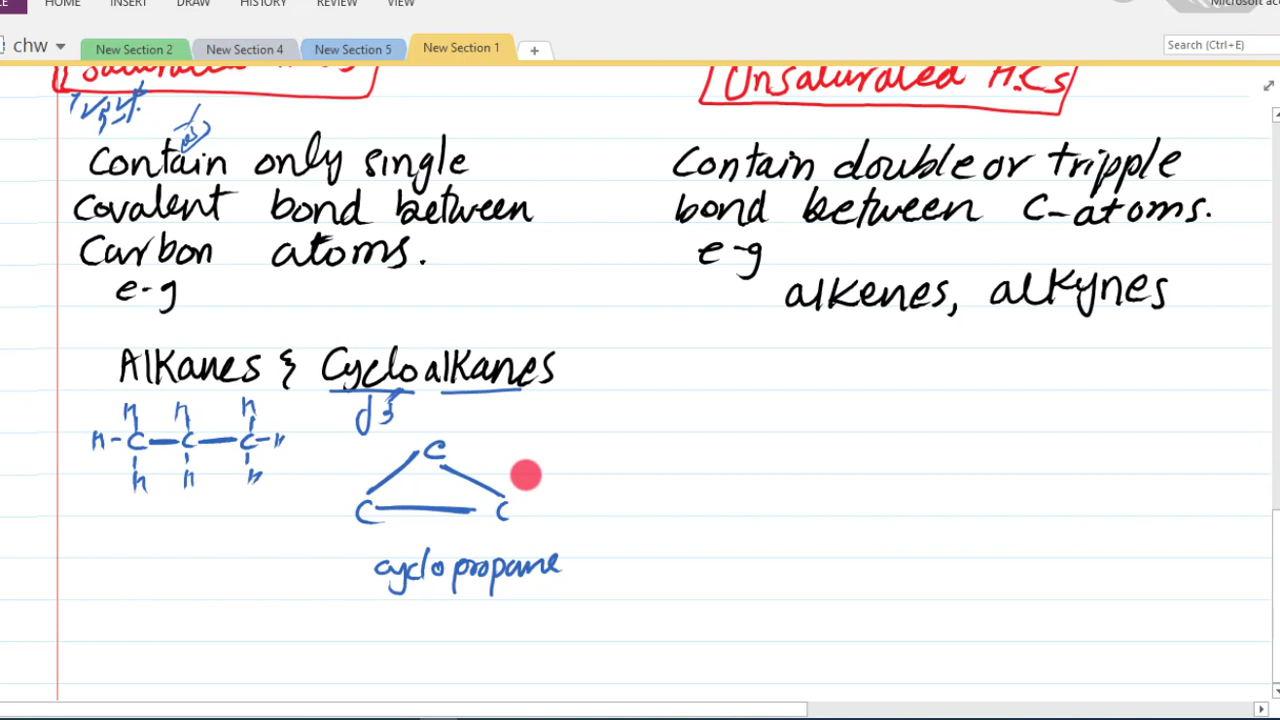 HOME INSERT DRAW HISTORY REVIEW VIEW
chw New Section 2 New Section 4 New Section 5 New Section 1 +
Search (Ctrl+E)
Saturated
Unsaturated H.Cs
Contain only single
covalent bond between
Carbon atoms.
e-g
Alkanes & Cycloalkanes
H H H
H-C-C-C-H
H H H
C
C C
cyclopropane
Contain double or tripple
bond between C-atoms.
e-g
alkenes, alkynes